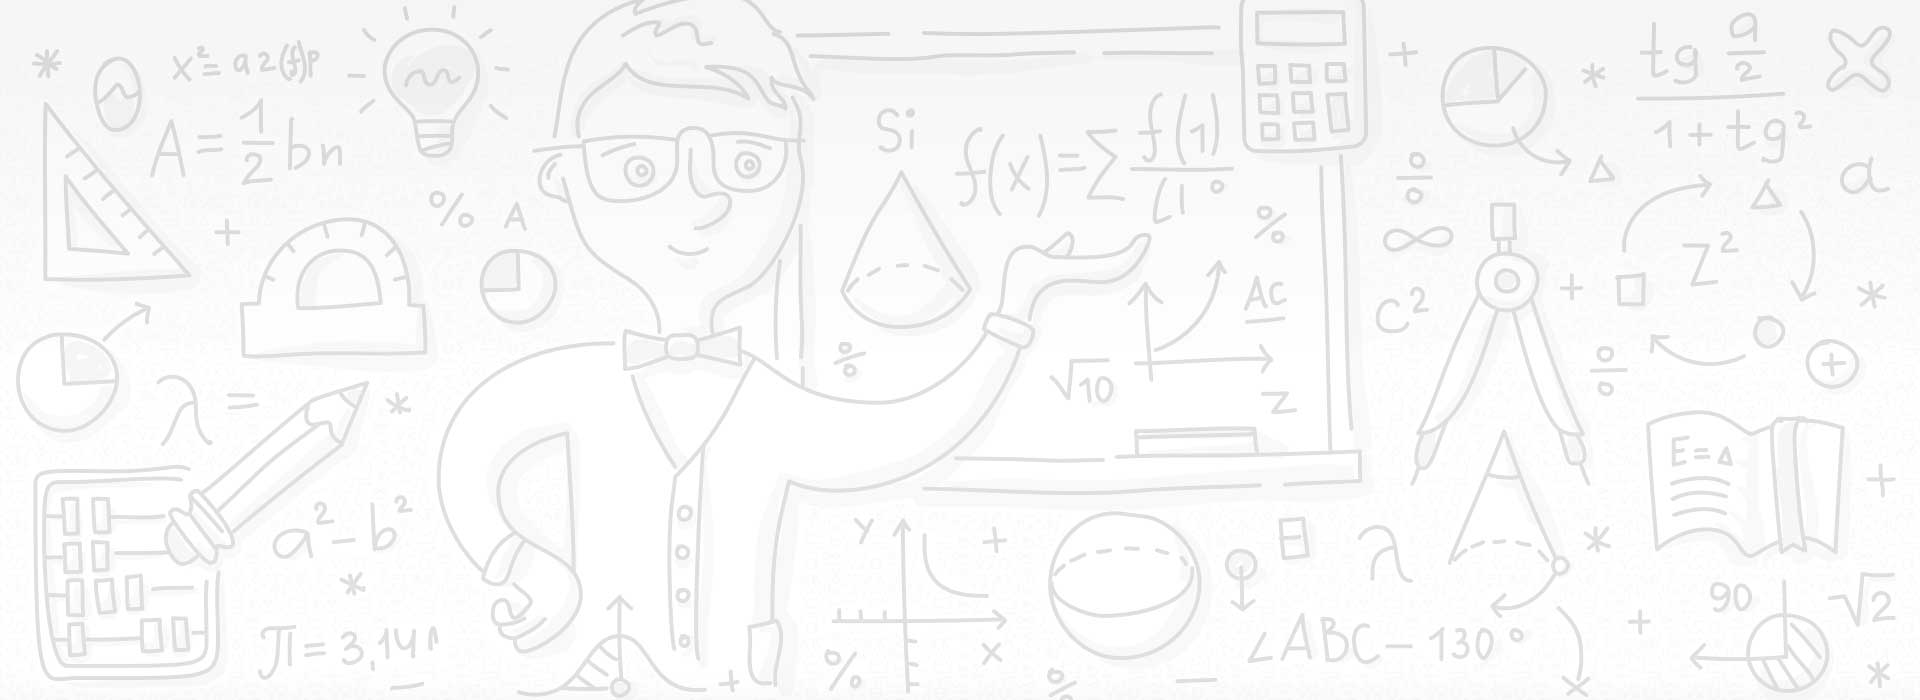 x² = a2(f)p
A = 1/2 bn
% A
λ =
a² - b²
π = 3,141
Si
f(x) = Σ f(1)
%
AC
√10
Z
Y
X
%
∠ABC - 130°
tg a/2
1 + tg²
a
Z²
∞
C²
E = Δ
90
√2